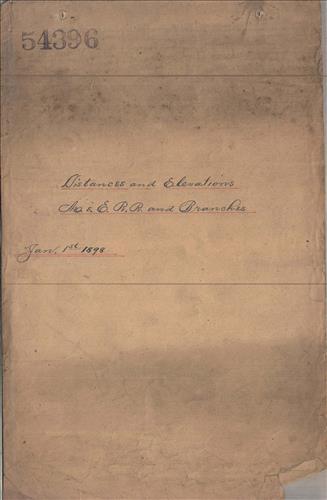 54396
Distances and Elevations
M. & E. R.R. and Branches
Jan. 1st 1898